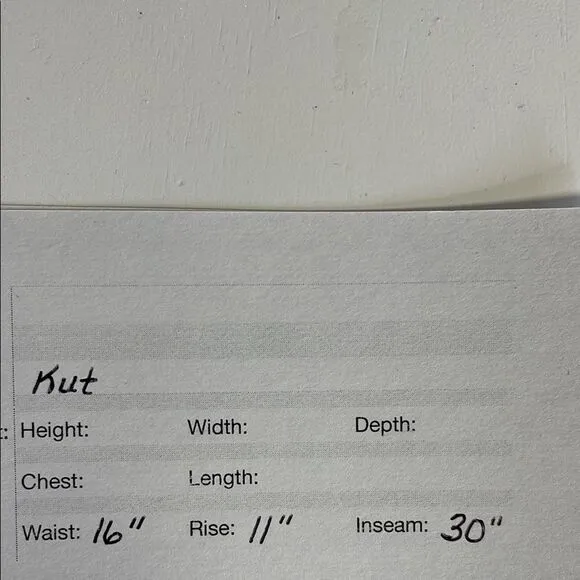 Kut
t: Height: Width: Depth:
Chest: Length:
Waist: 16" Rise: 11" Inseam: 30"